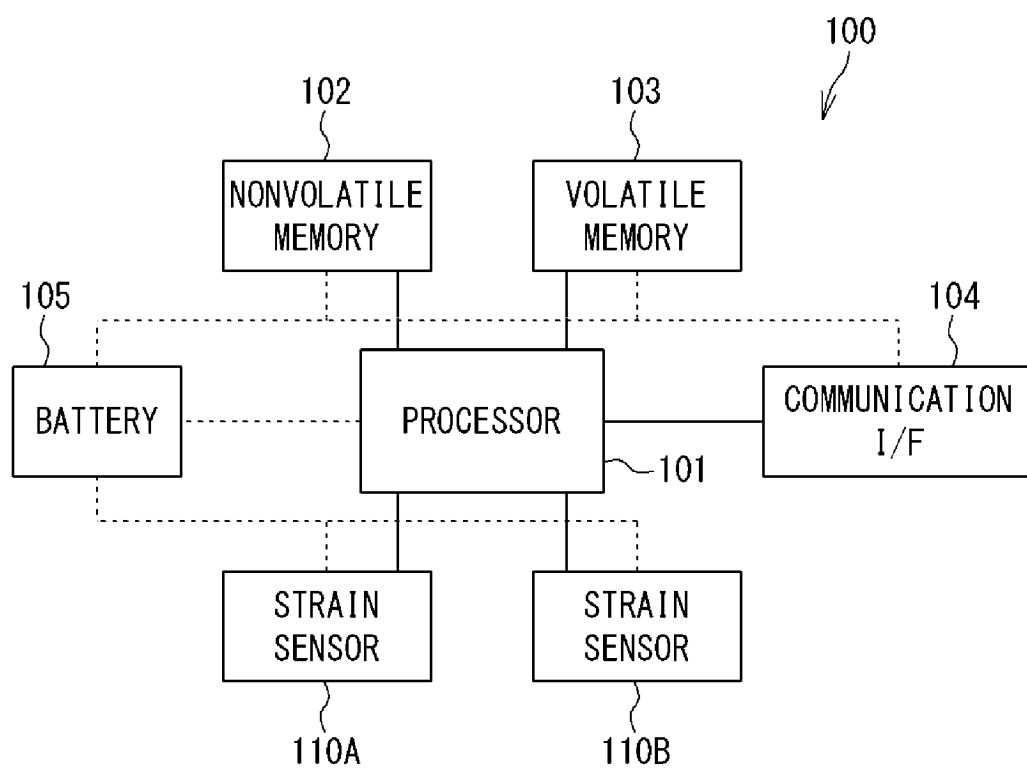 100
102
103
NONVOLATILE
MEMORY
VOLATILE
MEMORY
105
104
BATTERY
PROCESSOR
COMMUNICATION
I/F
101
STRAIN
SENSOR
STRAIN
SENSOR
110A
110B